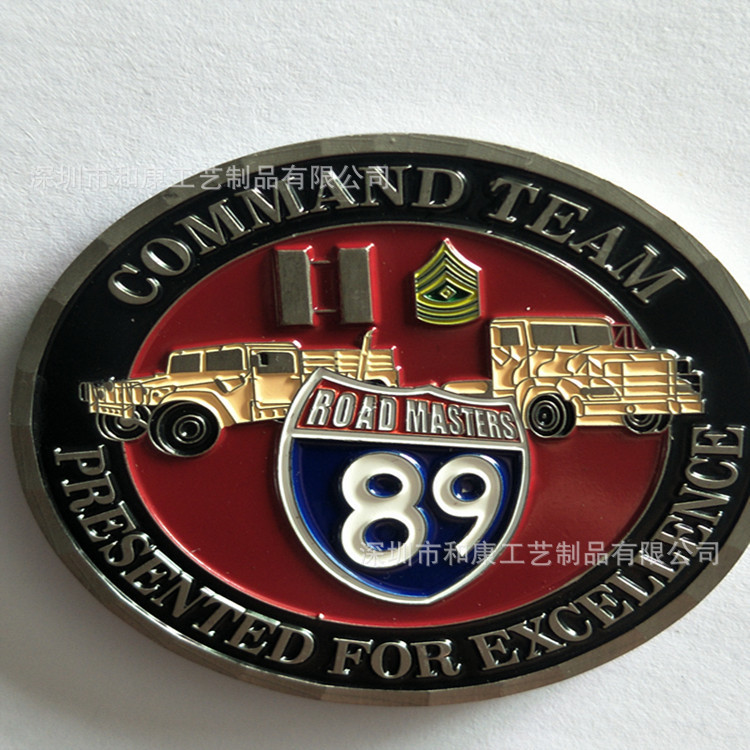 深圳市和康工艺制品有限公司
COMMAND TEAM
ROAD MASTERS
89
深圳市和康工艺制品有限公司
PRESENTED FOR EXCELLENCE